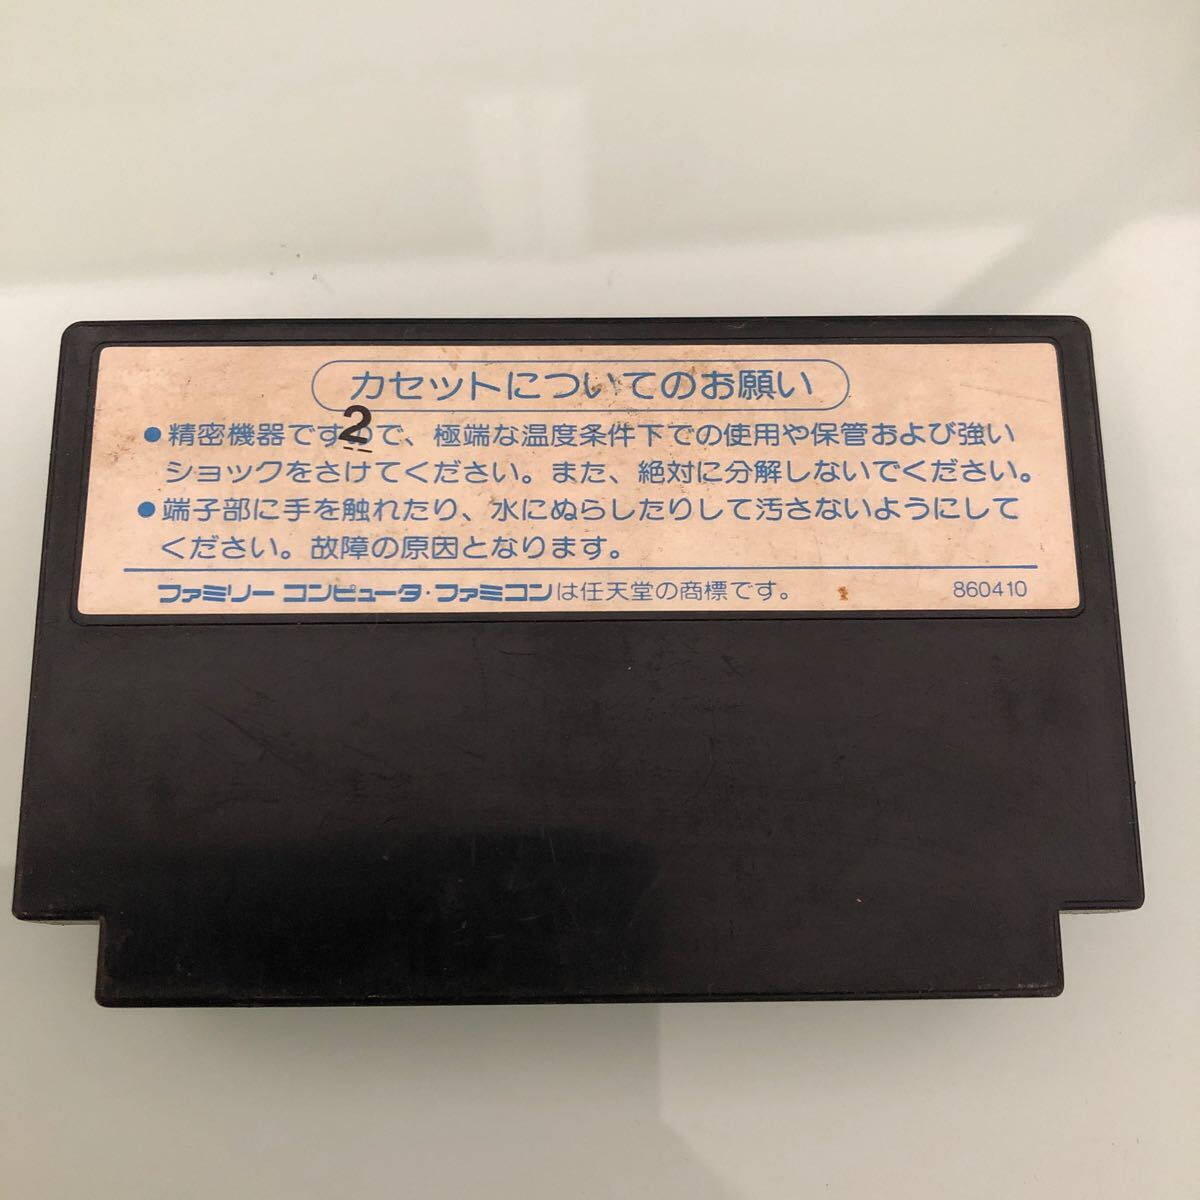 カセットについてのお願い
●精密機器ですので、極端な温度条件下での使用や保管および強い
ショックをさけてください。また、絶対に分解しないでください。
●端子部に手を触れたり、水にぬらしたりして汚さないようにして
ください。故障の原因となります。
ファミリーコンピュータ・ファミコンは任天堂の商標です。 860410
2